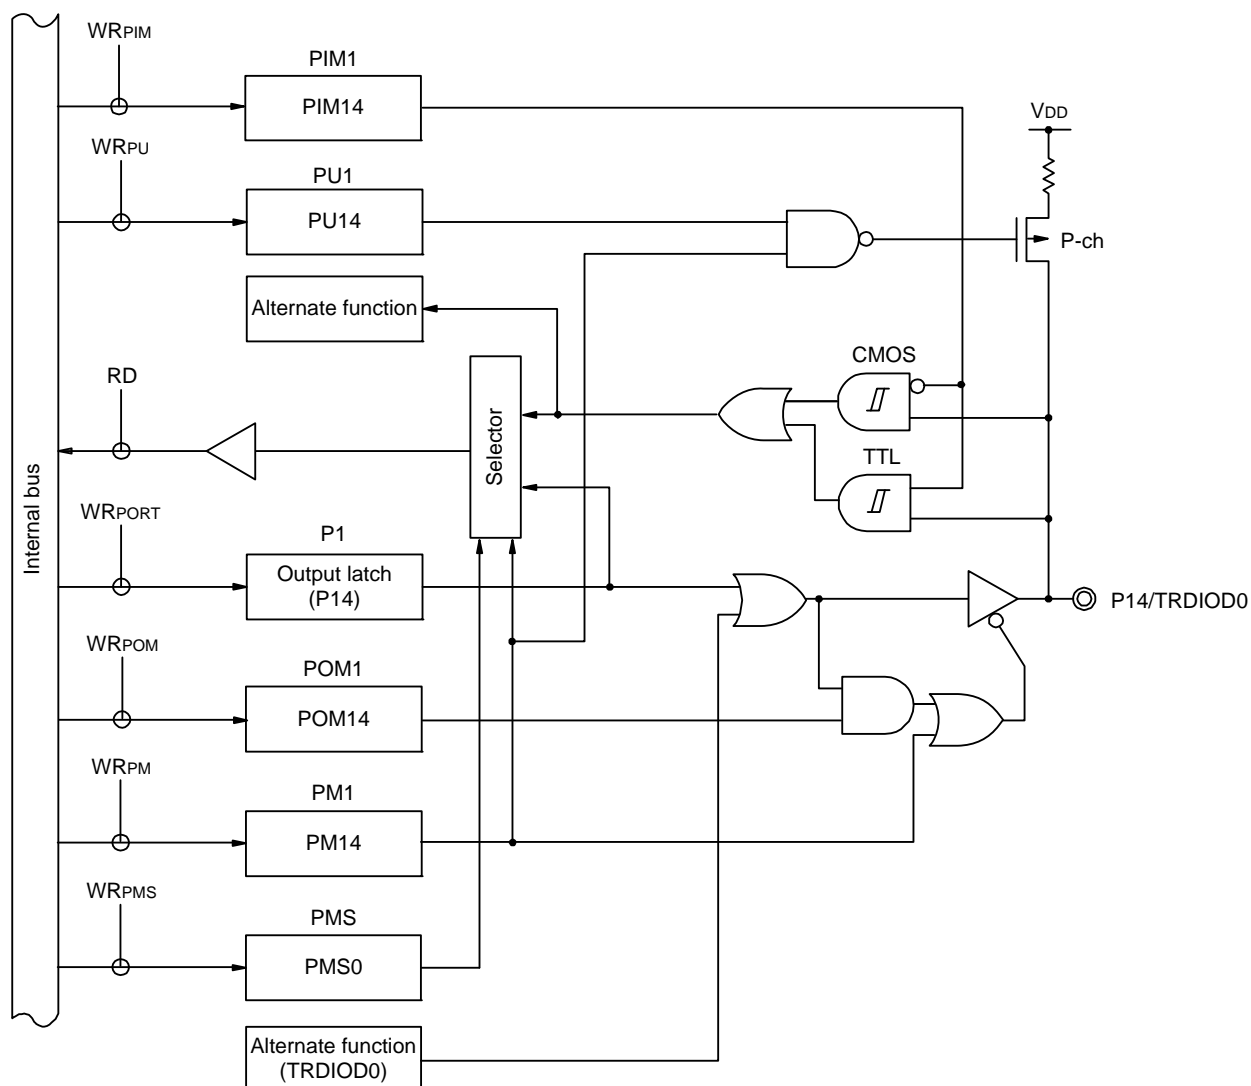 WRPIM
PIM1
PIM14
VDD
WRPU
PU1
PU14
P-ch
Alternate function
CMOS
RD
Selector
TTL
Internal bus
WRPORT
P1
Output latch
(P14)
P14/TRDIOD0
WRPOM
POM1
POM14
WRPM
PM1
PM14
WRPMS
PMS
PMS0
Alternate function
(TRDIOD0)